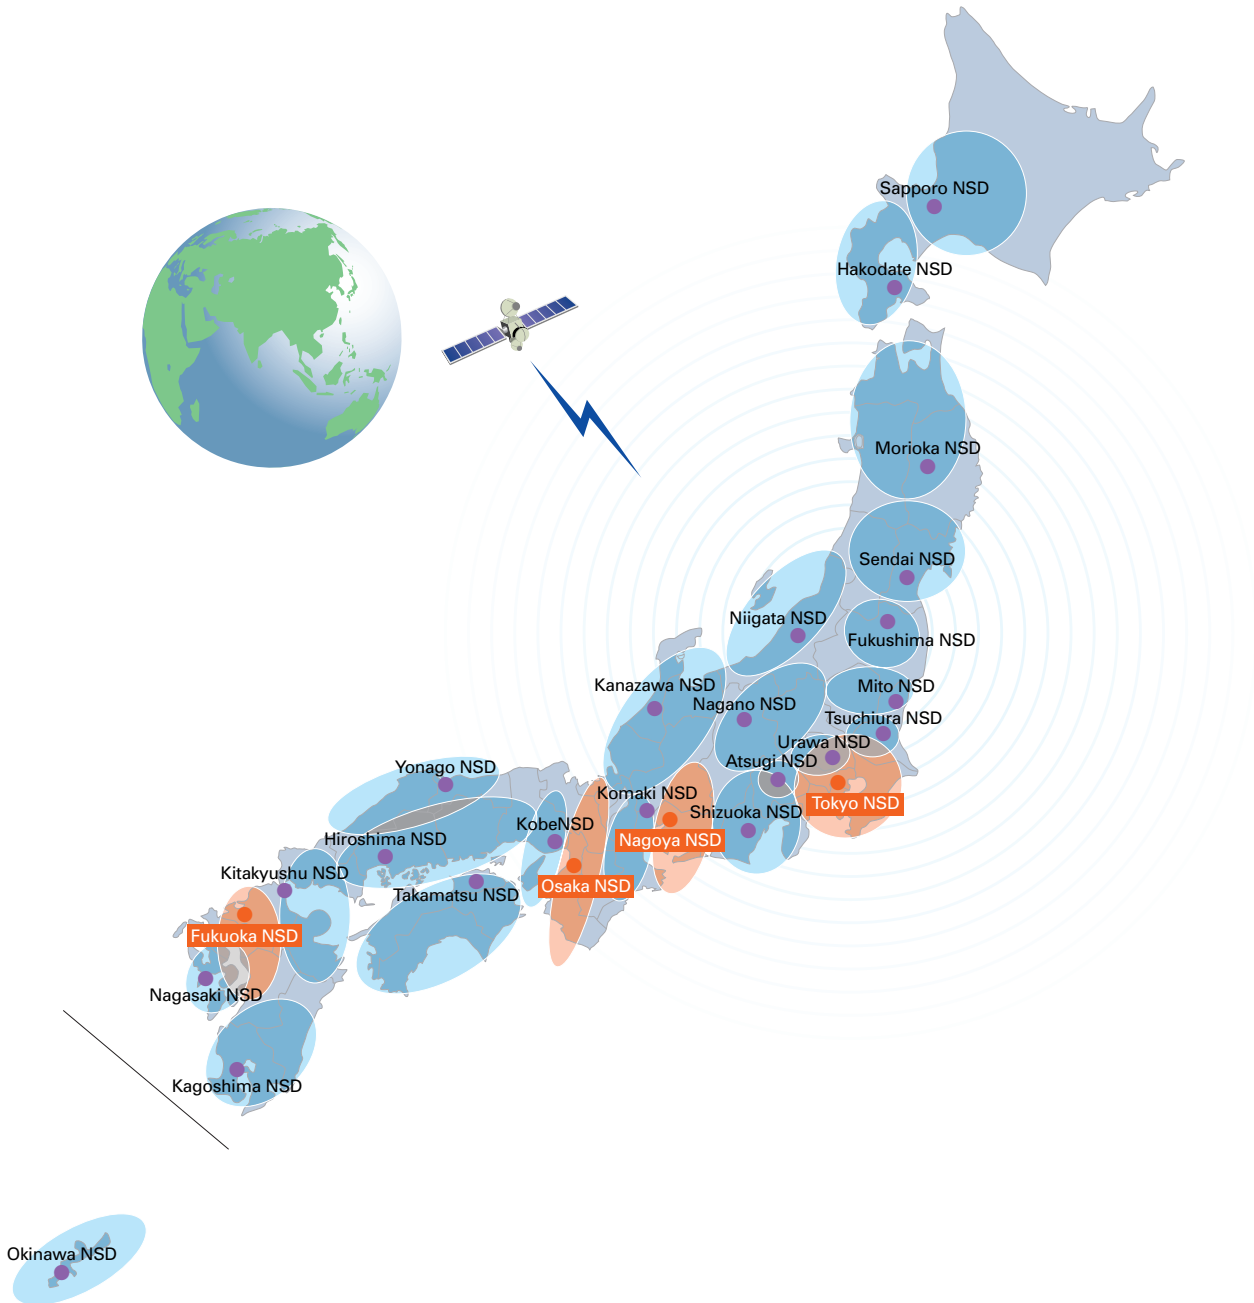 Sapporo NSD
Hakodate NSD
Morioka NSD
Sendai NSD
Niigata NSD
Fukushima NSD
Kanazawa NSD
Mito NSD
Nagano NSD
Tsuchiura NSD
Urawa NSD
Atsugi NSD
Yonago NSD
Komaki NSD
Tokyo NSD
Shizuoka NSD
KobeNSD
Hiroshima NSD
Nagoya NSD
Kitakyushu NSD
Osaka NSD
Takamatsu NSD
Fukuoka NSD
Nagasaki NSD
Kagoshima NSD
Okinawa NSD